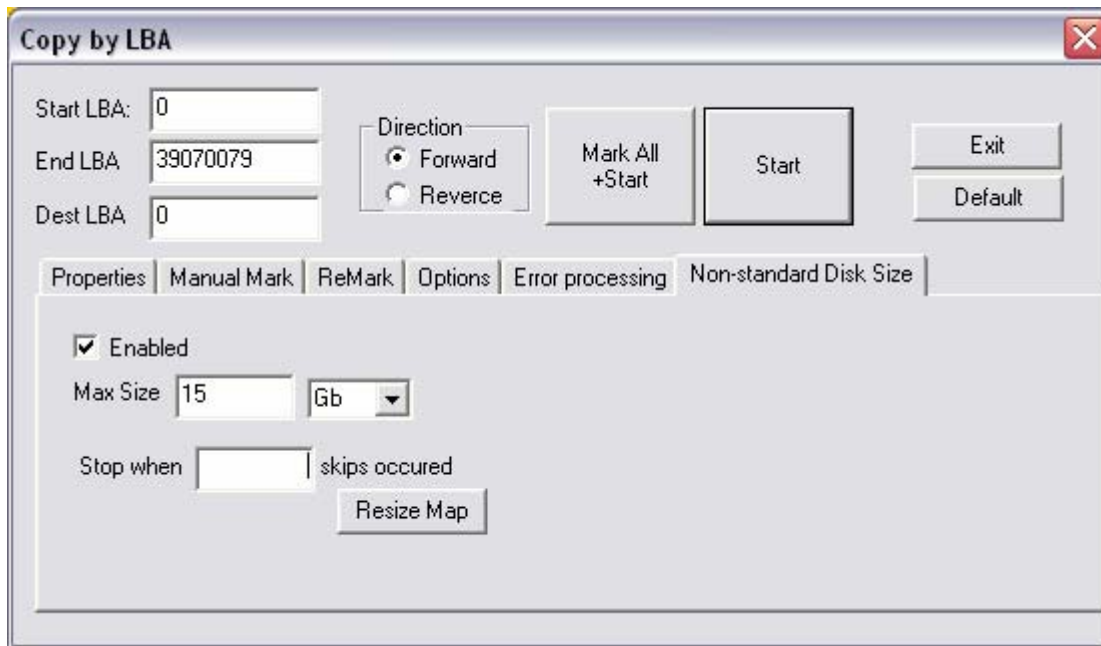 Copy by LBA
Start LBA: 0
End LBA 39070079
Dest LBA 0
Direction
Forward
Reverce
Mark All
+Start
Start
Exit
Default
Properties Manual Mark ReMark Options Error processing Non-standard Disk Size
Enabled
Max Size 15 Gb
Stop when skips occured
Resize Map